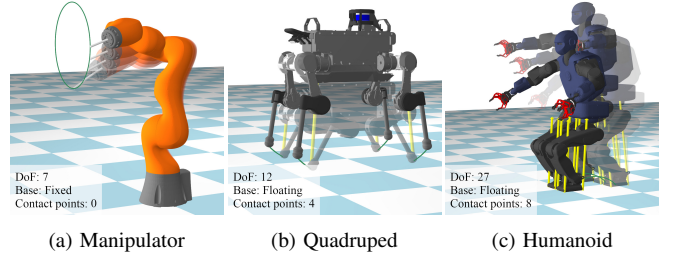 DoF: 7
Base: Fixed
Contact points: 0
DoF: 12
Base: Floating
Contact points: 4
DoF: 27
Base: Floating
Contact points: 8
(a) Manipulator
(b) Quadruped
(c) Humanoid